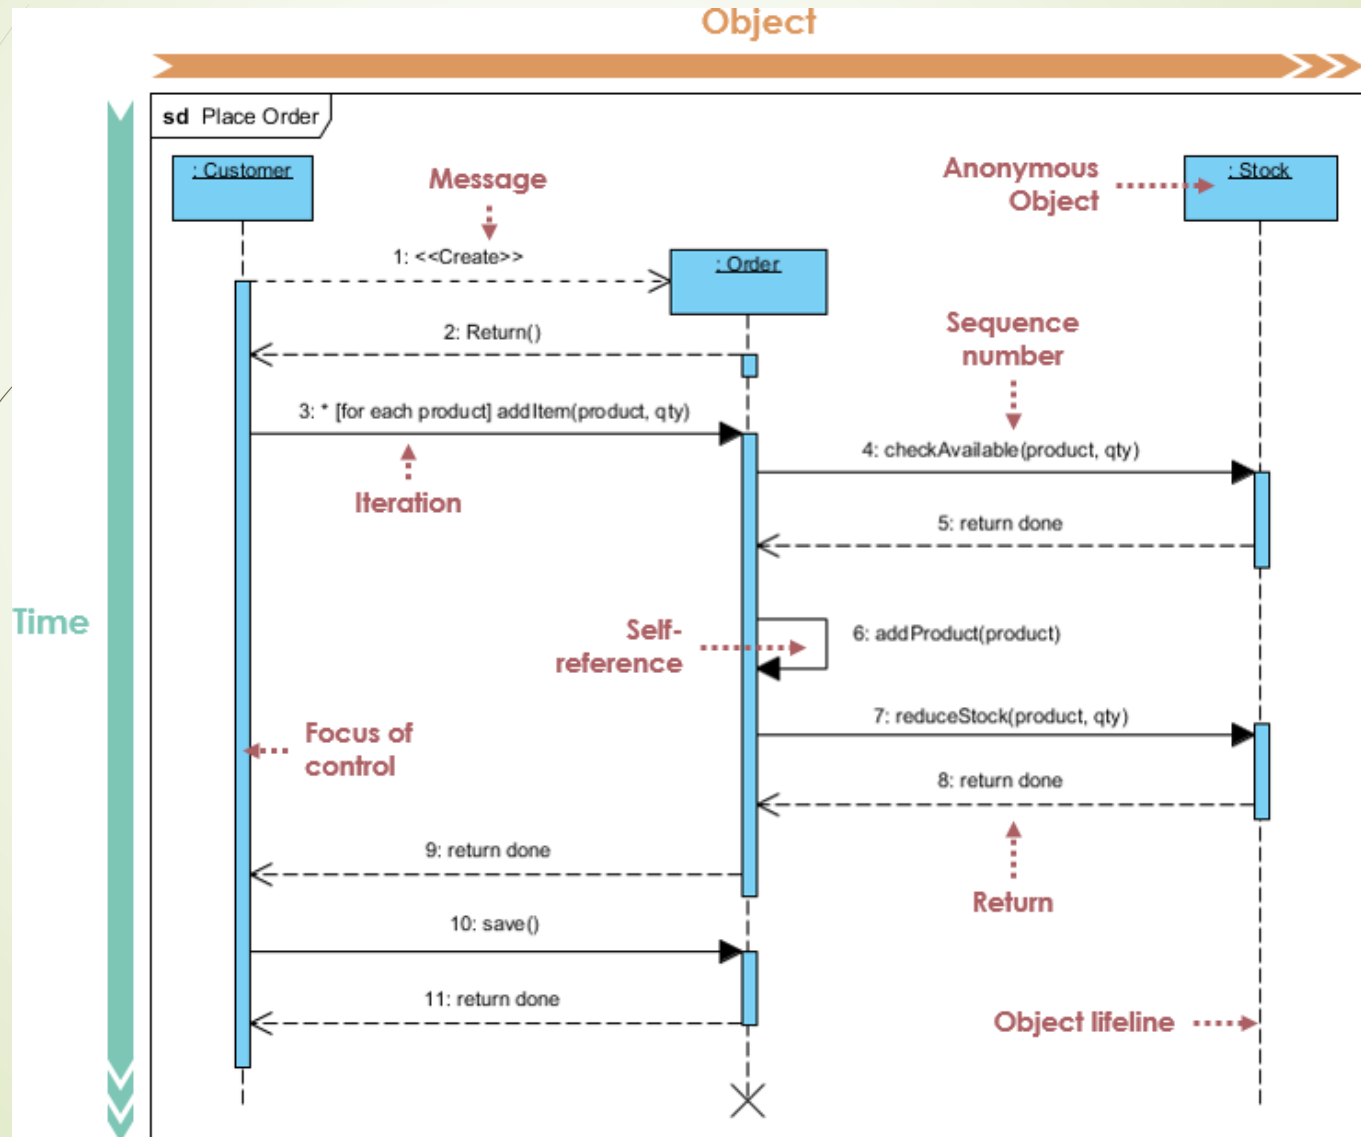 Object
sd Place Order
: Customer
Message
Anonymous
Object
: Stock
1: <<Create>>
: Order
2: Return()
Sequence
number
3: * [for each product] addItem(product, qty)
4: checkAvailable(product, qty)
Iteration
5: return done
Time
Self-
reference
6: addProduct(product)
7: reduceStock(product, qty)
Focus of
control
8: return done
9: return done
Return
10: save()
11: return done
Object lifeline